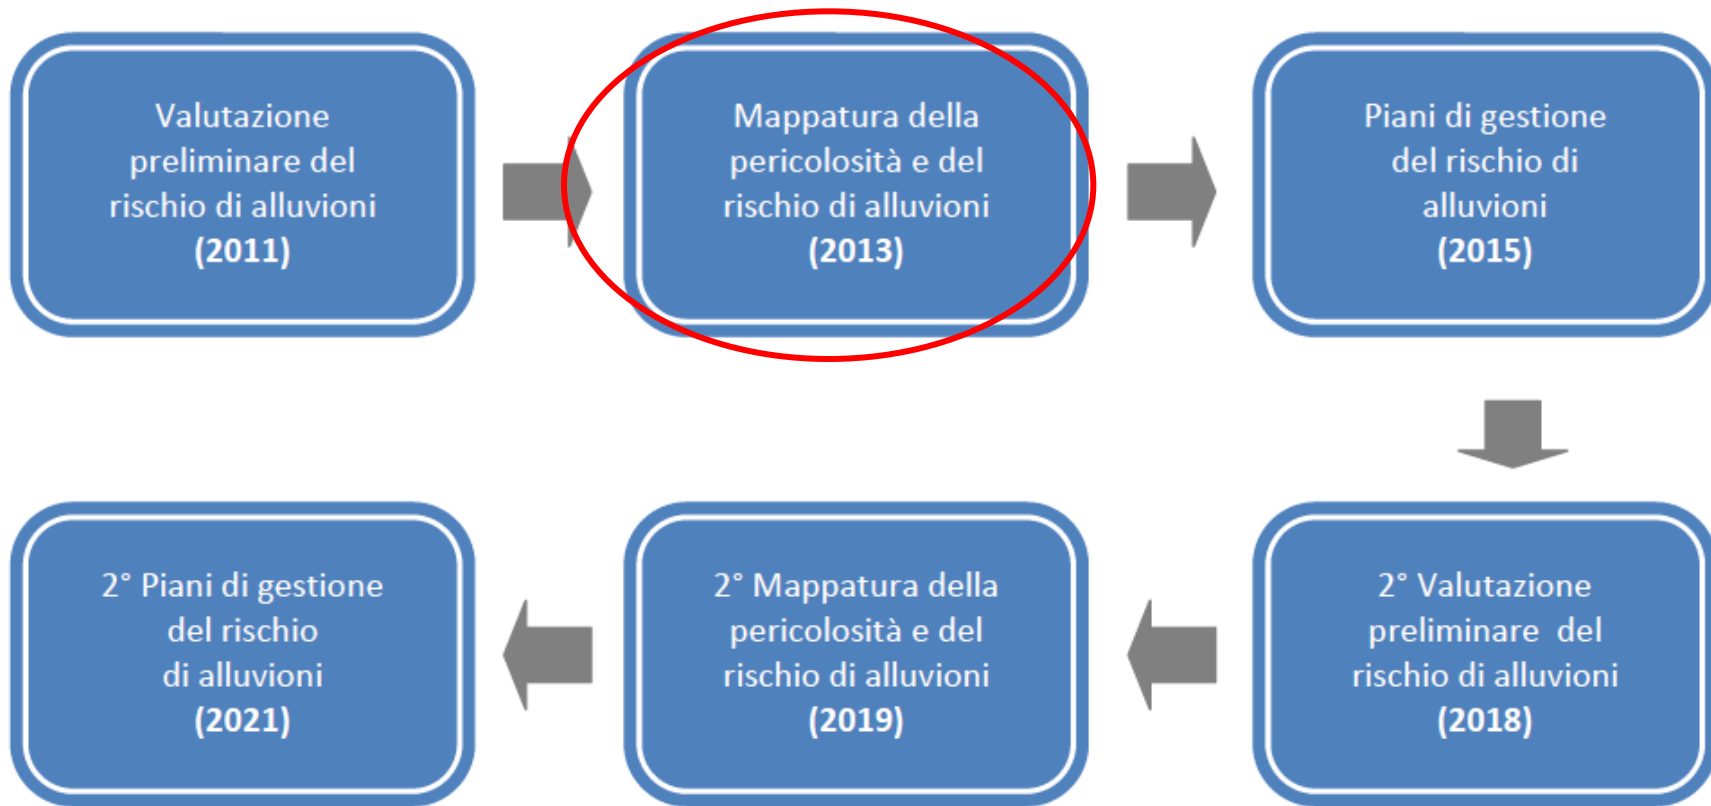 Valutazione
preliminare del
rischio di alluvioni
(2011)
Mappatura della
pericolosità e del
rischio di alluvioni
(2013)
Piani di gestione
del rischio di
alluvioni
(2015)
2° Valutazione
preliminare del
rischio di alluvioni
(2018)
2° Mappatura della
pericolosità e del
rischio di alluvioni
(2019)
2° Piani di gestione
del rischio
di alluvioni
(2021)